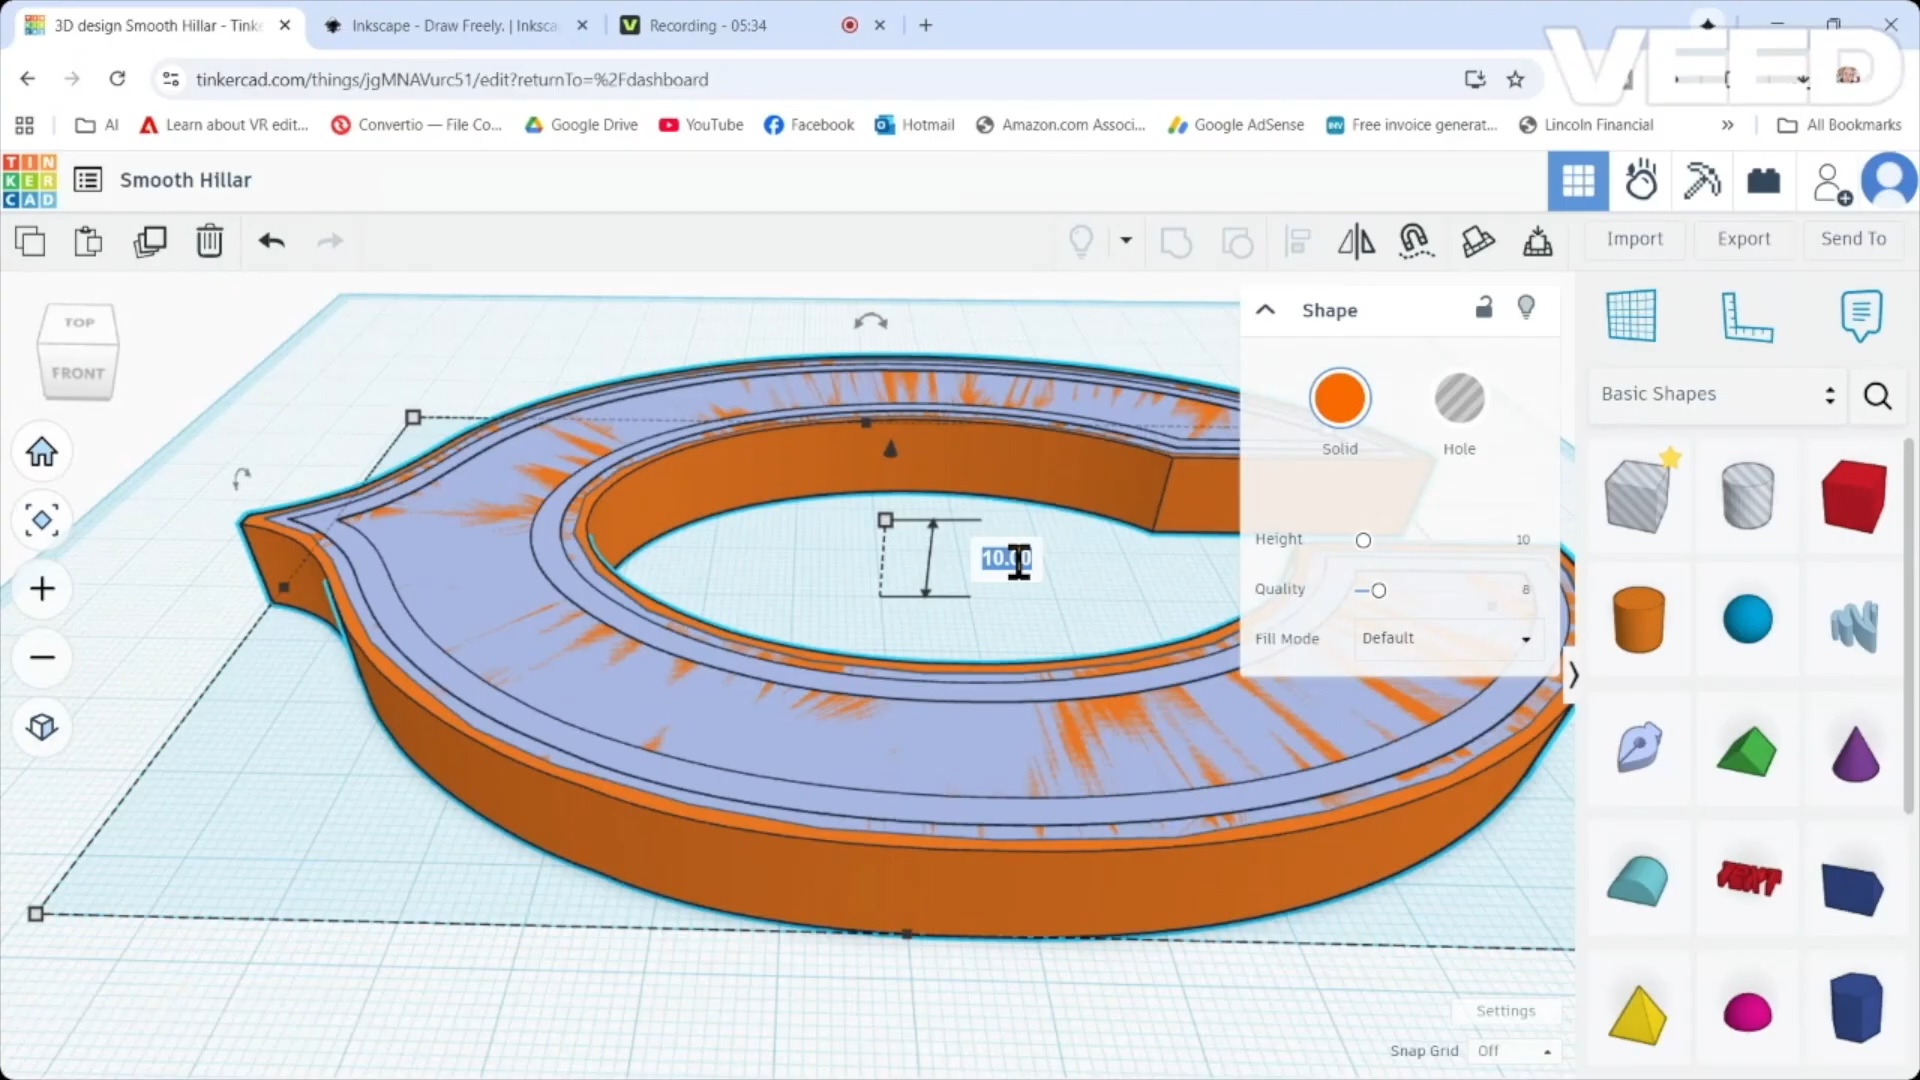 3D design Smooth Hillar - Tinke
Inkscape - Draw Freely. | Inksca
Recording - 05:34
VEED
tinkercad.com/things/jgMNAVurc51/edit?returnTo=%2Fdashboard
AI
Learn about VR edit...
Convertio — File Co...
Google Drive
YouTube
Facebook
Hotmail
Amazon.com Associ...
Google AdSense
Free invoice generat...
Lincoln Financial
All Bookmarks
TIN
KER
CAD
Smooth Hillar
Import
Export
Send To
TOP
FRONT
Shape
Solid
Hole
Height
10
Quality
8
Fill Mode
Default
10.00
Basic Shapes
TEXT
Settings
Snap Grid
Off